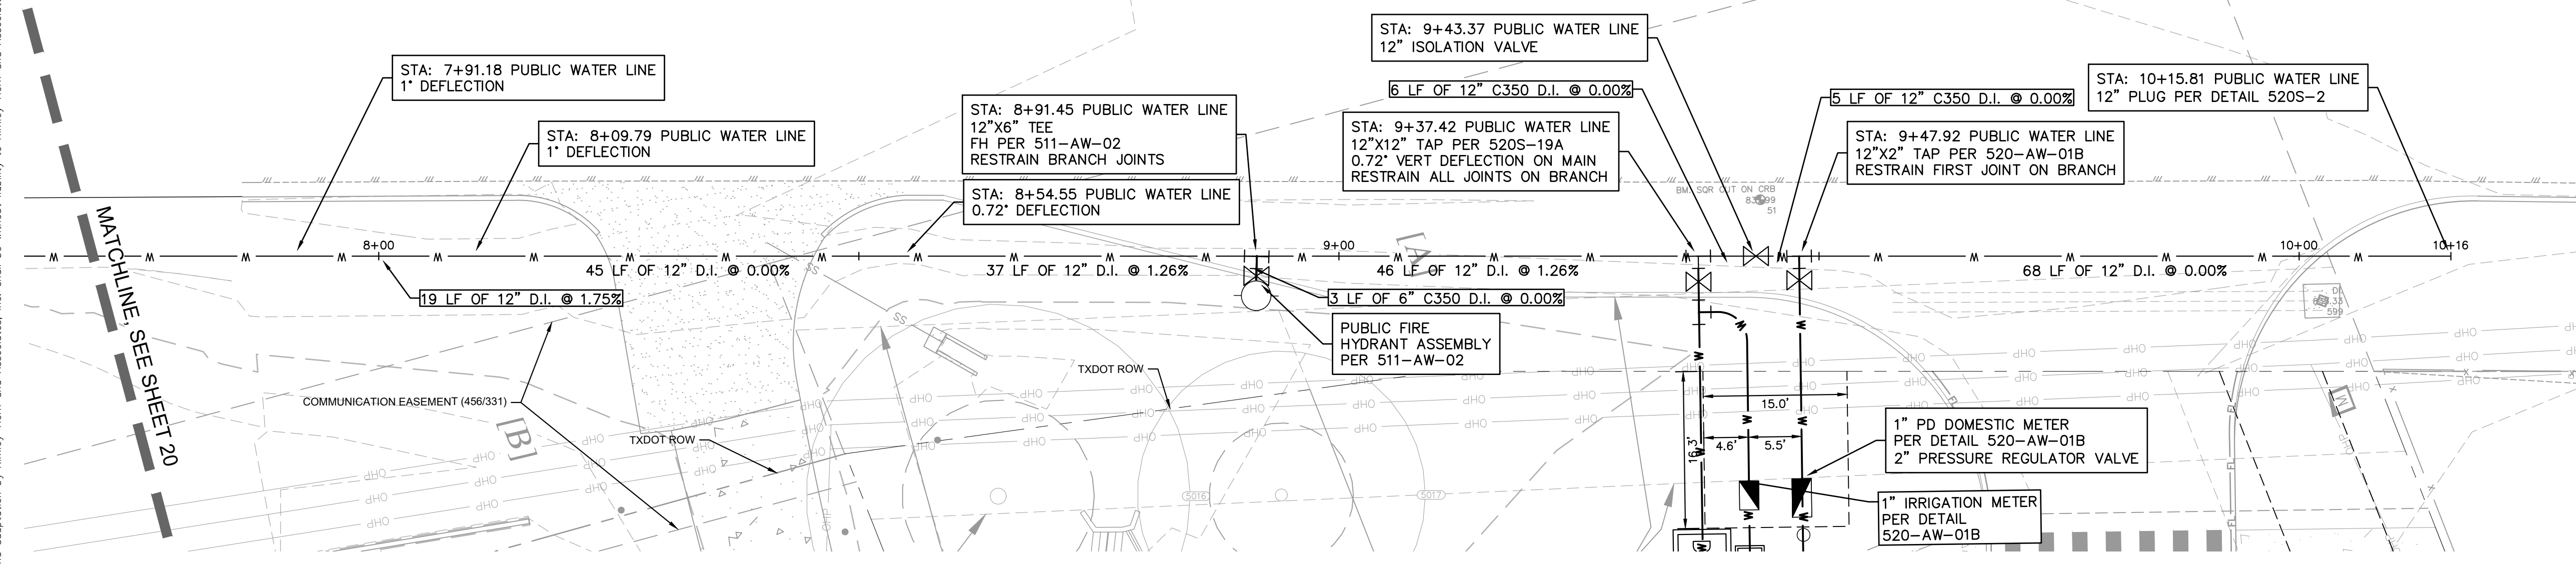 STA: 7+91.18 PUBLIC WATER LINE
1° DEFLECTION
STA: 8+09.79 PUBLIC WATER LINE
1° DEFLECTION
STA: 8+91.45 PUBLIC WATER LINE
12"X6" TEE
FH PER 511-AW-02
RESTRAIN BRANCH JOINTS
STA: 8+54.55 PUBLIC WATER LINE
0.72° DEFLECTION
STA: 9+43.37 PUBLIC WATER LINE
12" ISOLATION VALVE
6 LF OF 12" C350 D.I. @ 0.00%
STA: 9+37.42 PUBLIC WATER LINE
12"X12" TAP PER 520S-19A
0.72° VERT DEFLECTION ON MAIN
RESTRAIN ALL JOINTS ON BRANCH
5 LF OF 12" C350 D.I. @ 0.00%
STA: 9+47.92 PUBLIC WATER LINE
12"X2" TAP PER 520-AW-01B
RESTRAIN FIRST JOINT ON BRANCH
STA: 10+15.81 PUBLIC WATER LINE
12" PLUG PER DETAIL 520S-2
BM SQR CUT ON CRB
51
[A]
8+00
9+00
10+00
10+16
45 LF OF 12" D.I. @ 0.00%
37 LF OF 12" D.I. @ 1.26%
46 LF OF 12" D.I. @ 1.26%
68 LF OF 12" D.I. @ 0.00%
19 LF OF 12" D.I. @ 1.75%
3 LF OF 6" C350 D.I. @ 0.00%
PUBLIC FIRE
HYDRANT ASSEMBLY
PER 511-AW-02
MATCHLINE, SEE SHEET 20
SS
SS
599
TXDOT ROW
COMMUNICATION EASEMENT (456/331)
TXDOT ROW
[B]
15.0'
4.6'
5.5'
16.3'
1" PD DOMESTIC METER
PER DETAIL 520-AW-01B
2" PRESSURE REGULATOR VALVE
1" IRRIGATION METER
PER DETAIL
520-AW-01B
5016
5017
OHP
OHP
OHP
OHP